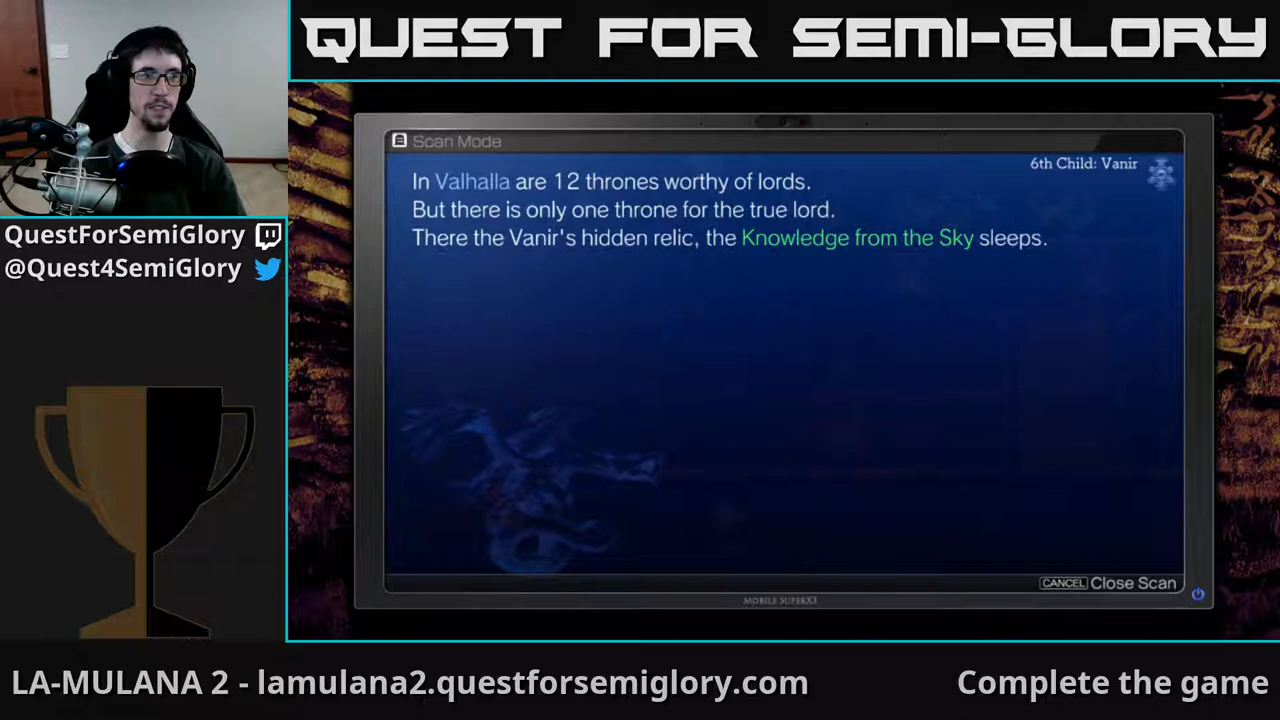 QUEST FOR SEMI-GLORY
QuestForSemiGlory
@Quest4SemiGlory
Scan Mode
6th Child: Vanir
In Valhalla are 12 thrones worthy of lords.
But there is only one throne for the true lord.
There the Vanir's hidden relic, the Knowledge from the Sky sleeps.
CANCEL Close Scan
MOBILE SUPERX3
LA-MULANA 2 - lamulana2.questforsemiglory.com
Complete the game